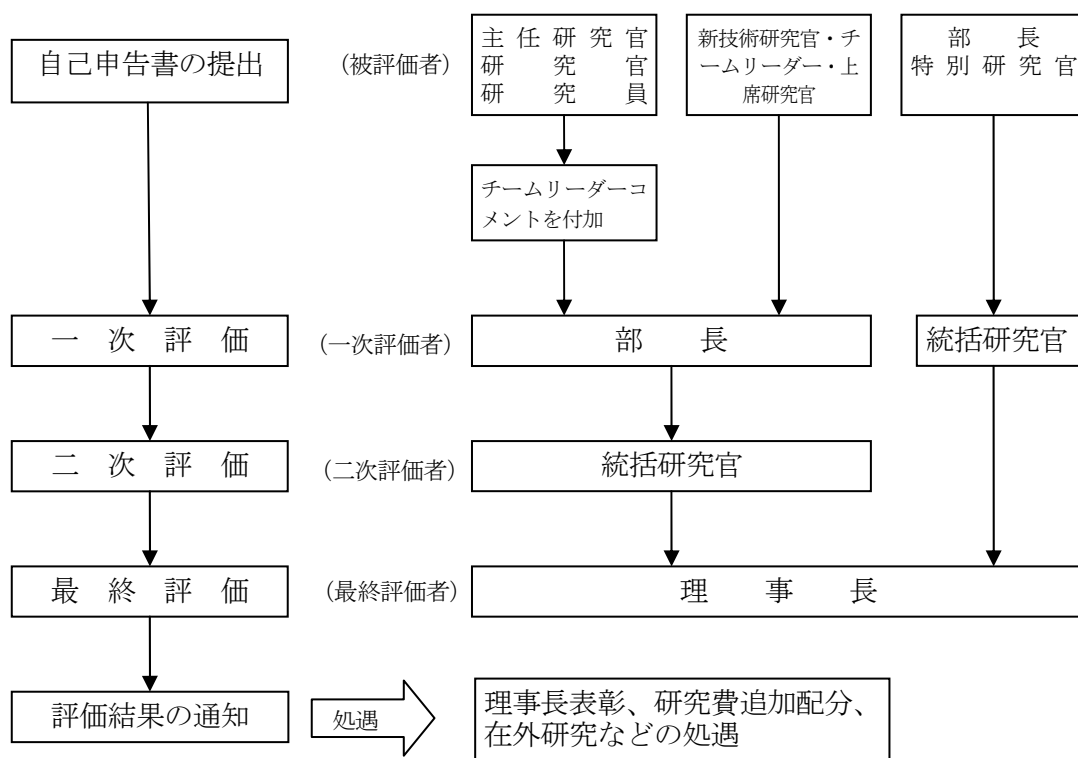 自己申告書の提出
(被評価者)
主任研究官
研究官
研究員
新技術研究官・チ
ームリーダー・上
席研究官
部長
特別研究官
チームリーダーコ
メントを付加
一次評価
(一次評価者)
部長
統括研究官
二次評価
(二次評価者)
統括研究官
最終評価
(最終評価者)
理事長
評価結果の通知
処遇
理事長表彰、研究費追加配分、
在外研究などの処遇